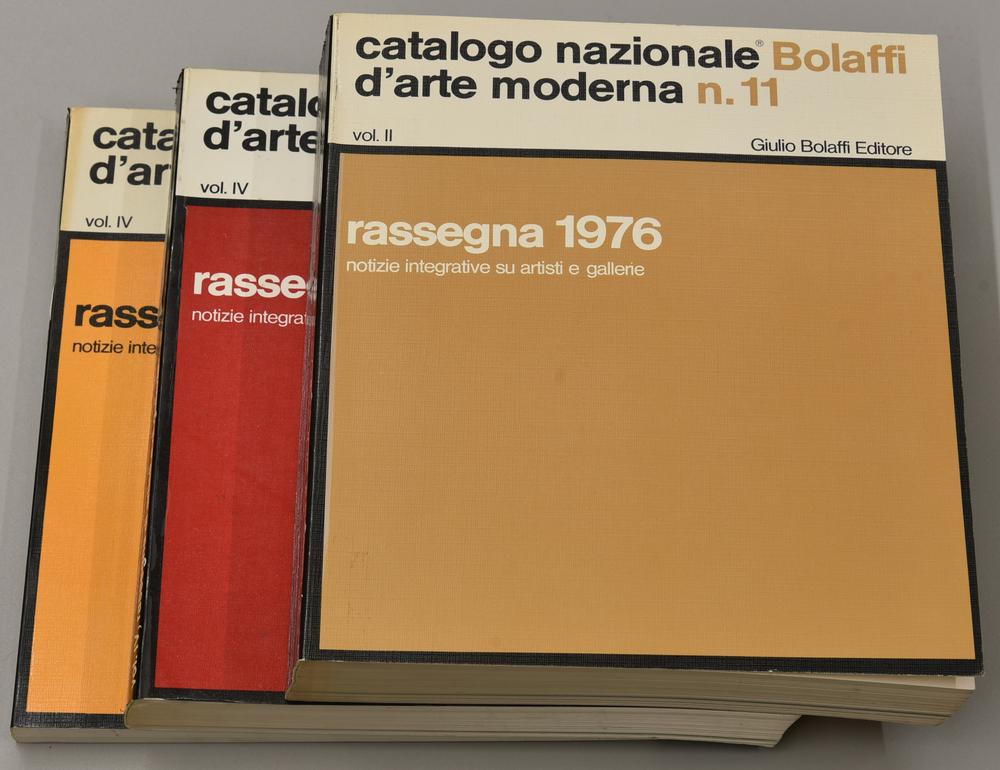 catalogo nazionale® Bolaffi
d'arte moderna n. 11
vol. II
Giulio Bolaffi Editore
rassegna 1976
notizie integrative su artisti e gallerie
catalo
d'arte
vol. IV
rasse
notizie integrat
cata
d'ar
vol. IV
rass
notizie inte